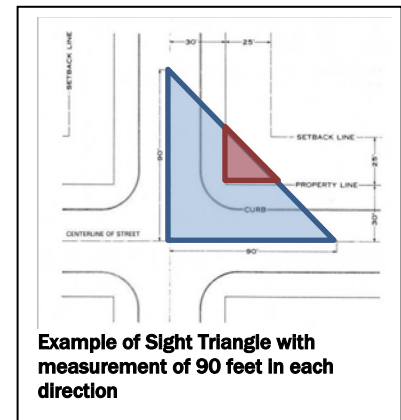 30' 25'
SETBACK LINE
90'
SETBACK LINE
25'
PROPERTY LINE
CURB
30'
CENTERLINE OF STREET
90'
Example of Sight Triangle with
measurement of 90 feet in each
direction